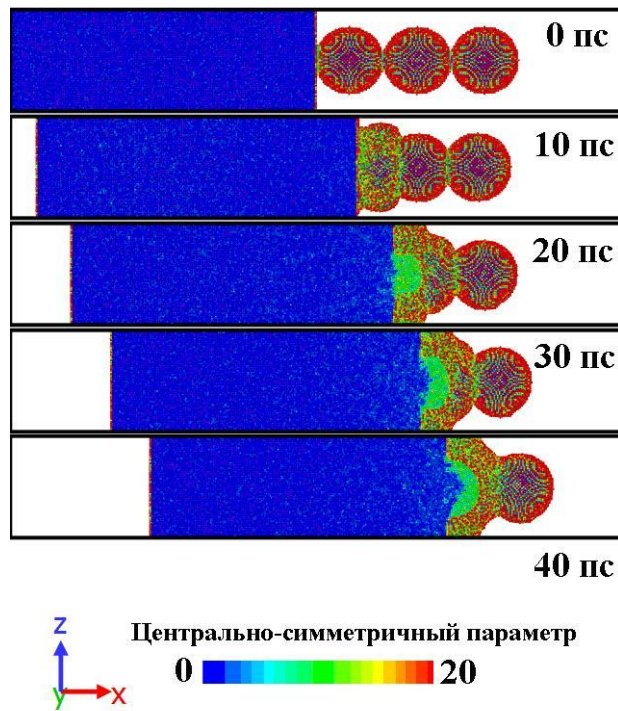 0 пс
10 пс
20 пс
30 пс
40 пс
z
y
x
Центрально-симметричный параметр
0
20